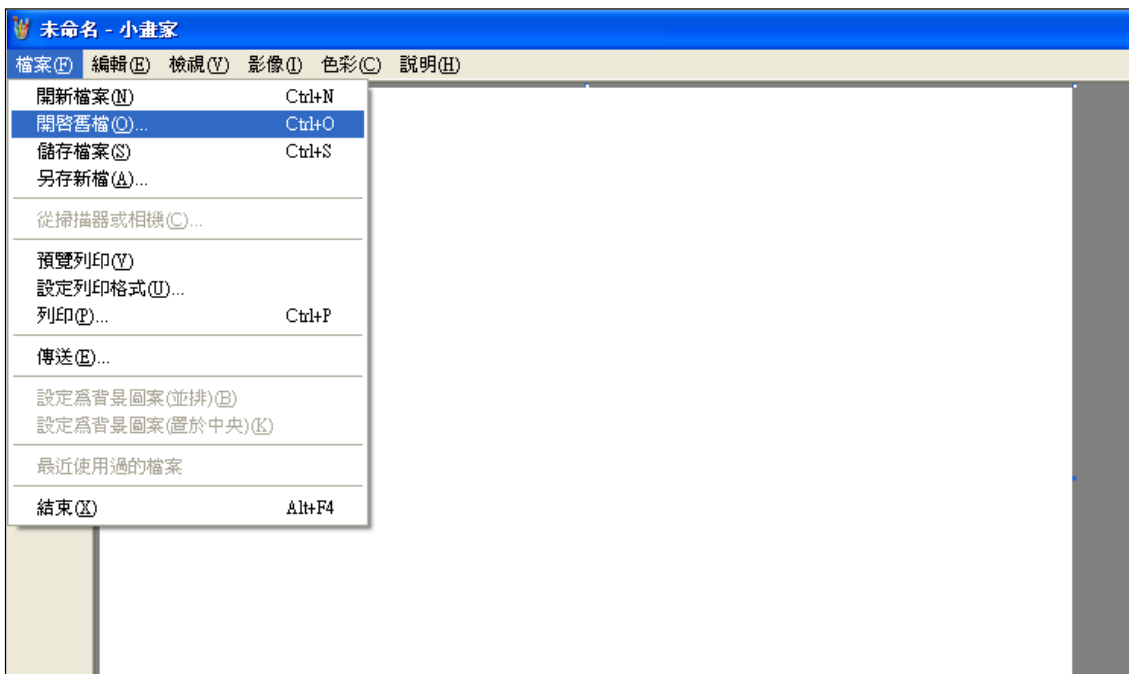 未命名 - 小畫家
檔案(F) 編輯(E) 檢視(V) 影像(I) 色彩(C) 説明(H)
開新檔案(N) Ctrl+N
開啓舊檔(O)... Ctrl+O
儲存檔案(S) Ctrl+S
另存新檔(A)...
從掃描器或相機(C)...
預覽列印(V)
設定列印格式(U)...
列印(P)... Ctrl+P
傳送(E)...
設定爲背景圖案(並排)(B)
設定爲背景圖案(置於中央)(K)
最近使用過的檔案
結束(X) Alt+F4